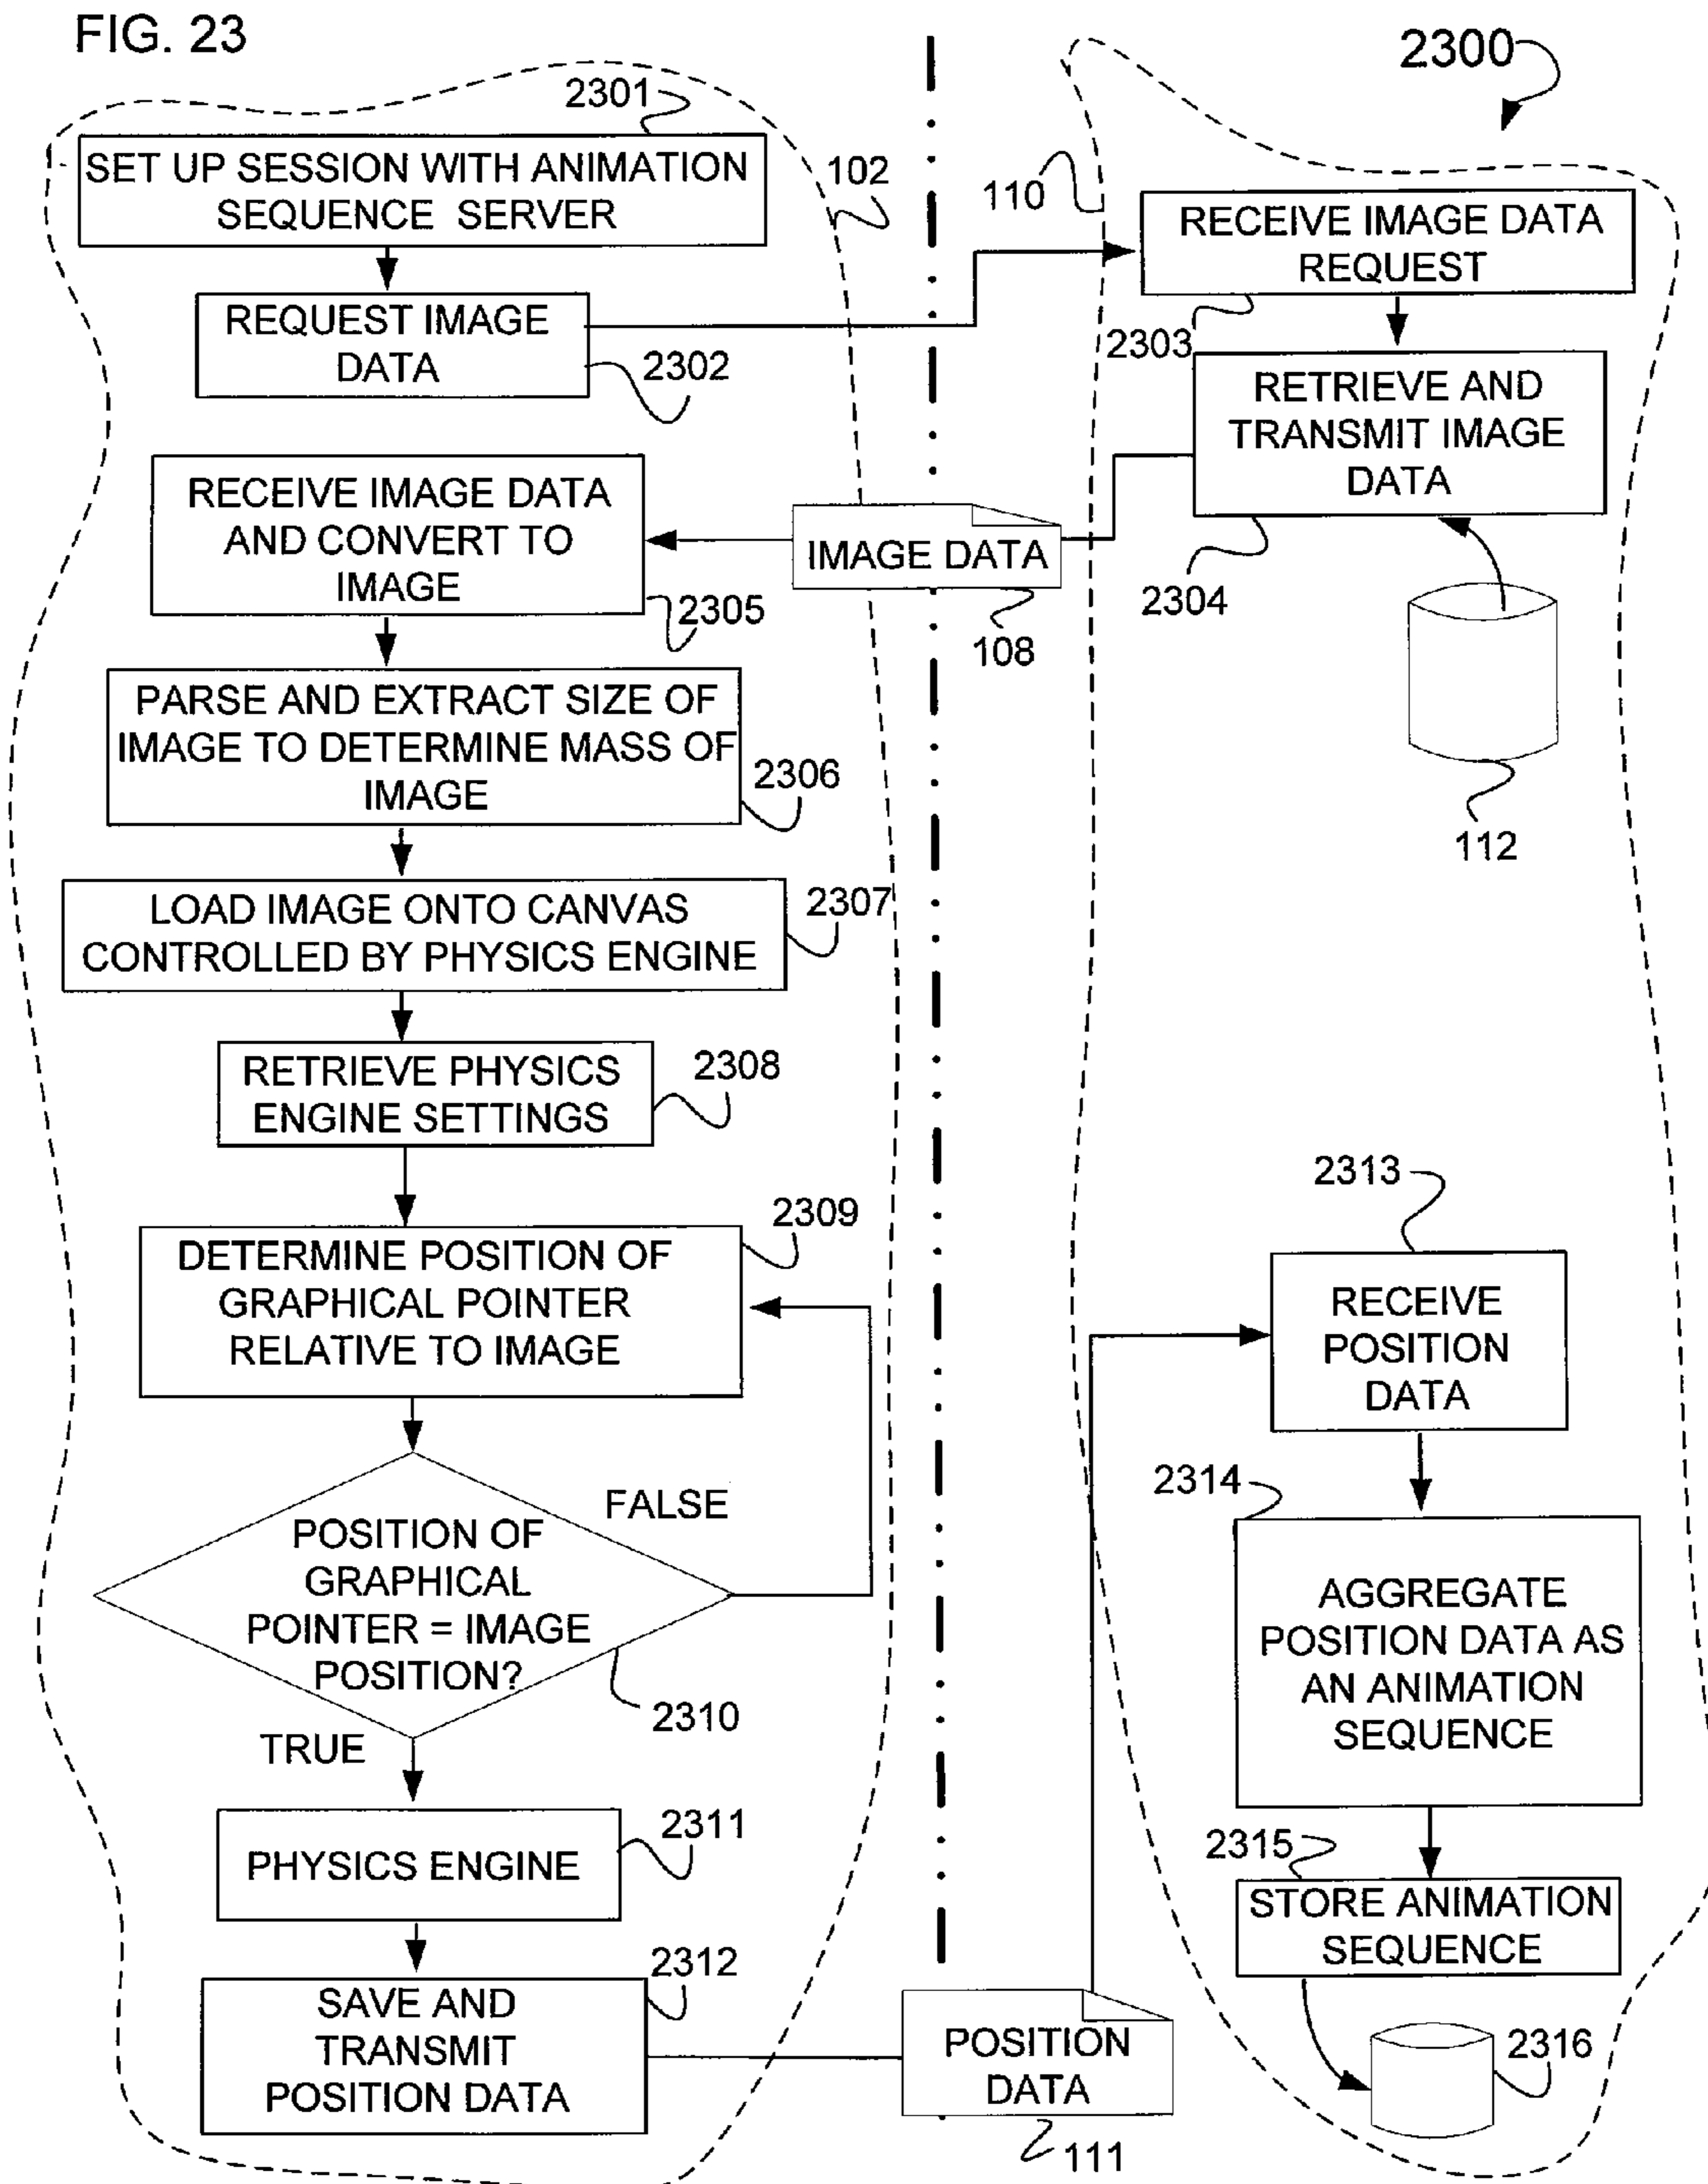 FIG. 23
2300
2301
SET UP SESSION WITH ANIMATION
SEQUENCE SERVER
102
110
RECEIVE IMAGE DATA
REQUEST
2303
REQUEST IMAGE
DATA
2302
RETRIEVE AND
TRANSMIT IMAGE
DATA
2304
RECEIVE IMAGE DATA
AND CONVERT TO
IMAGE
2305
IMAGE DATA
108
112
PARSE AND EXTRACT SIZE OF
IMAGE TO DETERMINE MASS OF
IMAGE
2306
LOAD IMAGE ONTO CANVAS
CONTROLLED BY PHYSICS ENGINE
2307
RETRIEVE PHYSICS
ENGINE SETTINGS
2308
DETERMINE POSITION OF
GRAPHICAL POINTER
RELATIVE TO IMAGE
2309
FALSE
POSITION OF
GRAPHICAL
POINTER = IMAGE
POSITION?
2310
TRUE
PHYSICS ENGINE
2311
SAVE AND
TRANSMIT
POSITION DATA
2312
POSITION
DATA
111
2313
RECEIVE
POSITION
DATA
2314
AGGREGATE
POSITION DATA AS
AN ANIMATION
SEQUENCE
2315
STORE ANIMATION
SEQUENCE
2316